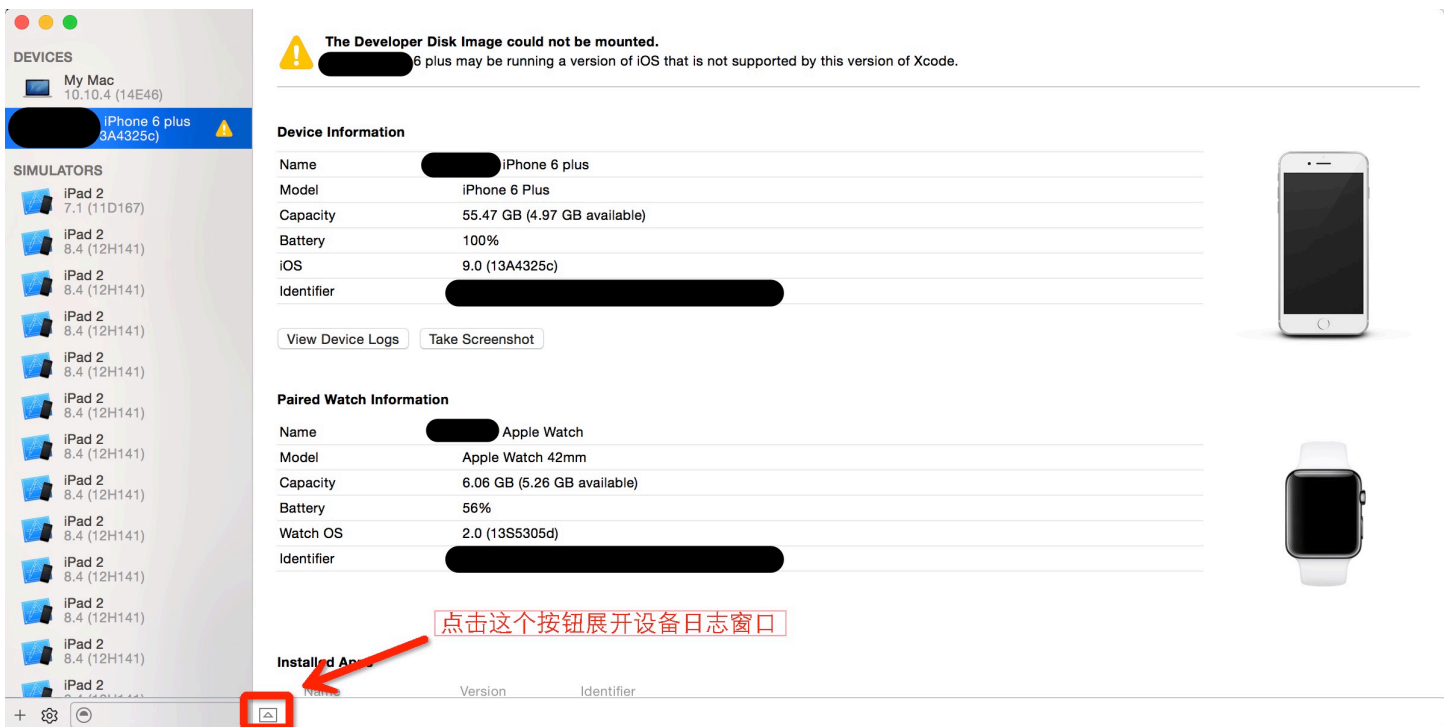 The Developer Disk Image could not be mounted.
6 plus may be running a version of iOS that is not supported by this version of Xcode.
DEVICES
My Mac
10.10.4 (14E46)
iPhone 6 plus
3A4325c)
SIMULATORS
iPad 2
7.1 (11D167)
iPad 2
8.4 (12H141)
iPad 2
8.4 (12H141)
iPad 2
8.4 (12H141)
iPad 2
8.4 (12H141)
iPad 2
8.4 (12H141)
iPad 2
8.4 (12H141)
iPad 2
8.4 (12H141)
iPad 2
8.4 (12H141)
iPad 2
8.4 (12H141)
iPad 2
8.4 (12H141)
iPad 2
8.4 (12H141)
iPad 2
Device Information
Name iPhone 6 plus
Model iPhone 6 Plus
Capacity 55.47 GB (4.97 GB available)
Battery 100%
iOS 9.0 (13A4325c)
Identifier
View Device Logs Take Screenshot
Paired Watch Information
Name Apple Watch
Model Apple Watch 42mm
Capacity 6.06 GB (5.26 GB available)
Battery 56%
Watch OS 2.0 (13S5305d)
Identifier
点击这个按钮展开设备日志窗口
Installed Apps
Name Version Identifier